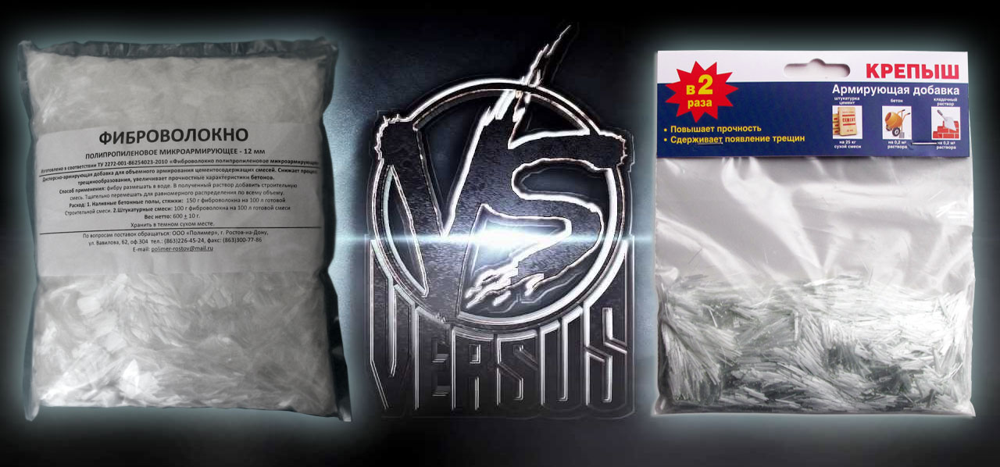 ФИБРОВОЛОКНО
ПОЛИПРОПИЛЕНОВОЕ МИКРОАРМИРУЮЩЕЕ - 12 мм
Изготовлено в соответствии ТУ 2272-001-86254023-2010 «Фиброволокно полипропиленовое микроармирующее»
Дисперсно-армирующая добавка для объемного армирования цементосодержащих смесей. Снижает процесс
трещинообразования, увеличивает прочностные характеристики бетонов.
Способ применения: фибру размешать в воде. В полученный раствор добавить строительную
смесь. Тщательно перемешать для равномерного распределения по всему объему.
Расход: 1. Наливные бетонные полы, стяжки: 150 г фиброволокна на 100 л готовой
Строительной смеси. 2.Штукатурные смеси: 100 г фиброволокна на 100 л готовой смеси
Вес нетто: 600 ± 10 г.
Хранить в темном сухом месте.
По вопросам поставок обращаться: ООО «Полимер», г. Ростов-на-Дону,
ул. Вавилова, 62, оф.304 тел.: (863)226-45-24, факс: (863)300-77-86
E-mail: polimer-rostov@mail.ru
VS
VERSUS
КРЕПЫШ
Армирующая добавка
в 2
раза
• Повышает прочность
• Сдерживает появление трещин
штукатурка
цемент
CEMENT
на 25 кг
сухой смеси
бетон
на 0,2 м³
раствора
кладочный
раствор
на 0,2 м³
раствора